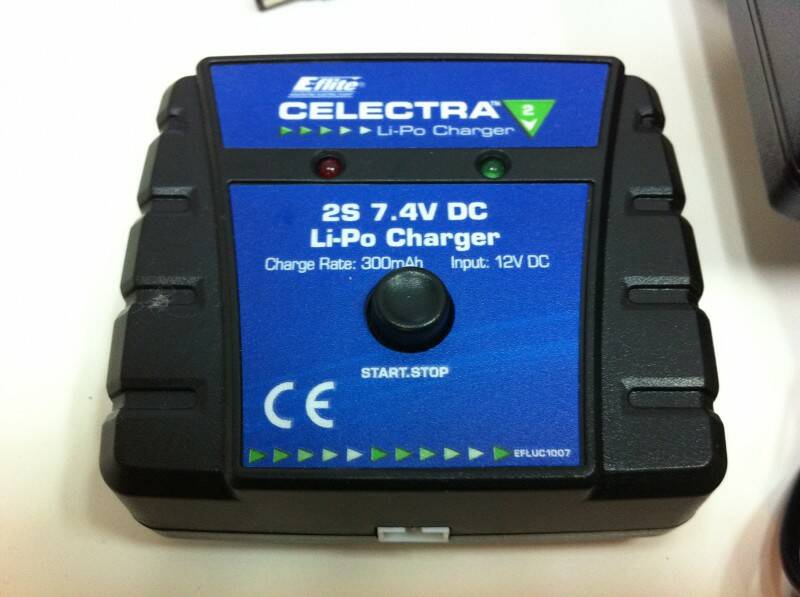 E-flite®
CELECTRA™ 2
Li-Po Charger
2S 7.4V DC
Li-Po Charger
Charge Rate: 300mAh Input: 12V DC
START.STOP
CE
EFLUC1007